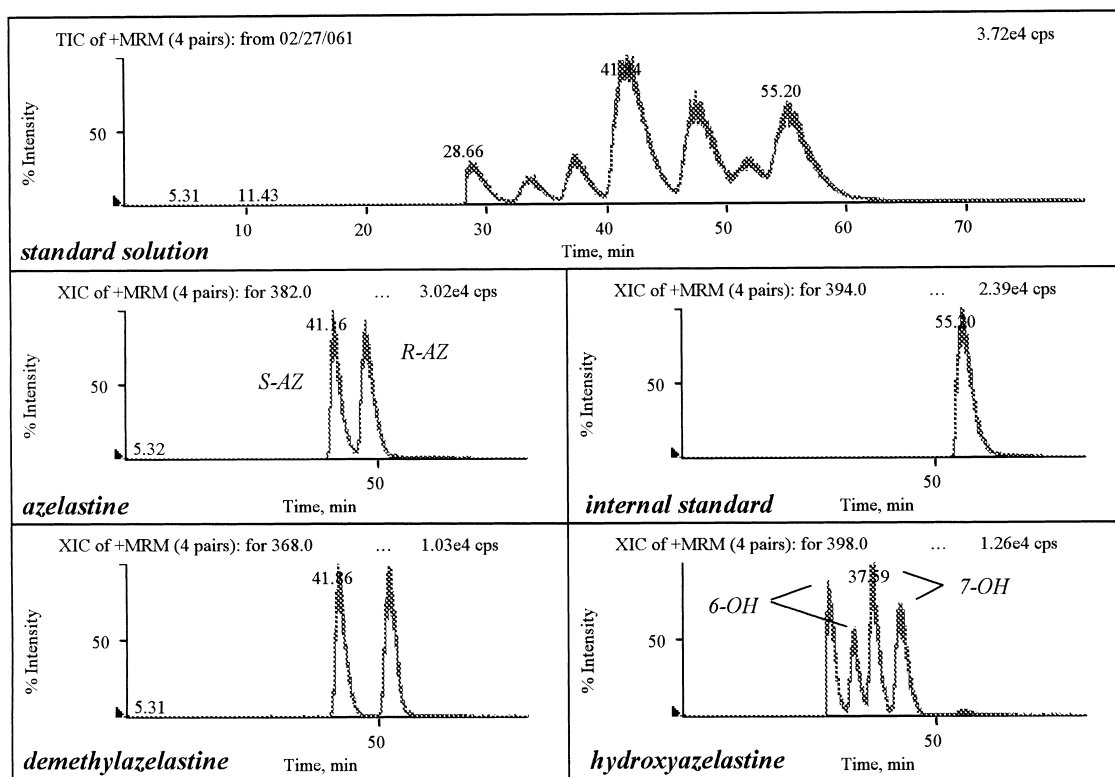 TIC of +MRM (4 pairs): from 02/27/061 3.72e4 cps
% Intensity
50
5.31 11.43 28.66 55.20
10 20 30 40 50 60 70
Time, min
standard solution
XIC of +MRM (4 pairs): for 382.0 ... 3.02e4 cps
% Intensity
50
S-AZ
R-AZ
5.32
50
Time, min
azelastine
XIC of +MRM (4 pairs): for 394.0 ... 2.39e4 cps
55.20
% Intensity
50
50
Time, min
internal standard
XIC of +MRM (4 pairs): for 368.0 ... 1.03e4 cps
% Intensity
50
5.31
50
Time, min
demethylazelastine
XIC of +MRM (4 pairs): for 398.0 ... 1.26e4 cps
37.59
% Intensity
50
6-OH
7-OH
50
Time, min
hydroxyazelastine